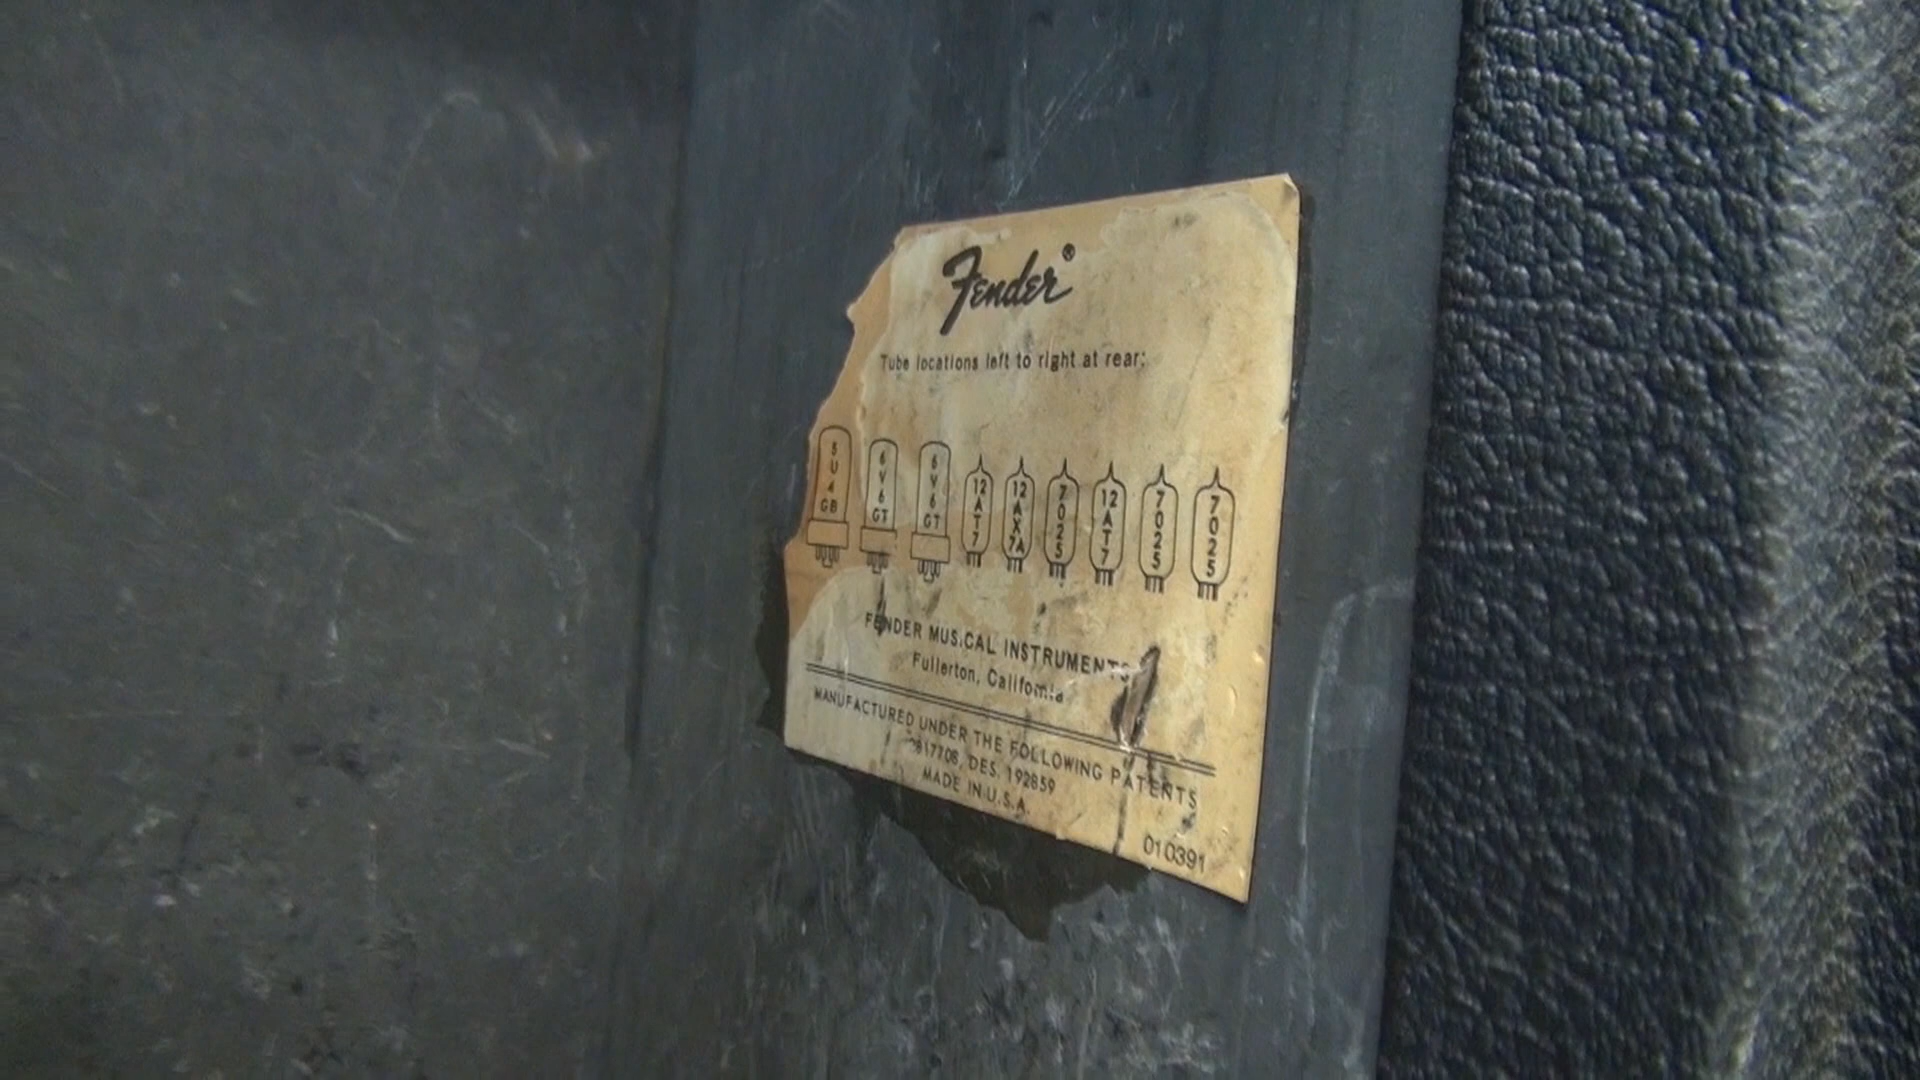 Fender®
Tube locations left to right at rear:
5U4GB 6V6GT 6V6GT 12AT7 12AX7A 7025 12AT7 7025 7025
FENDER MUSICAL INSTRUMENTS
Fullerton, California
MANUFACTURED UNDER THE FOLLOWING PATENTS
2817708, DES. 192859
MADE IN U.S.A.
010391